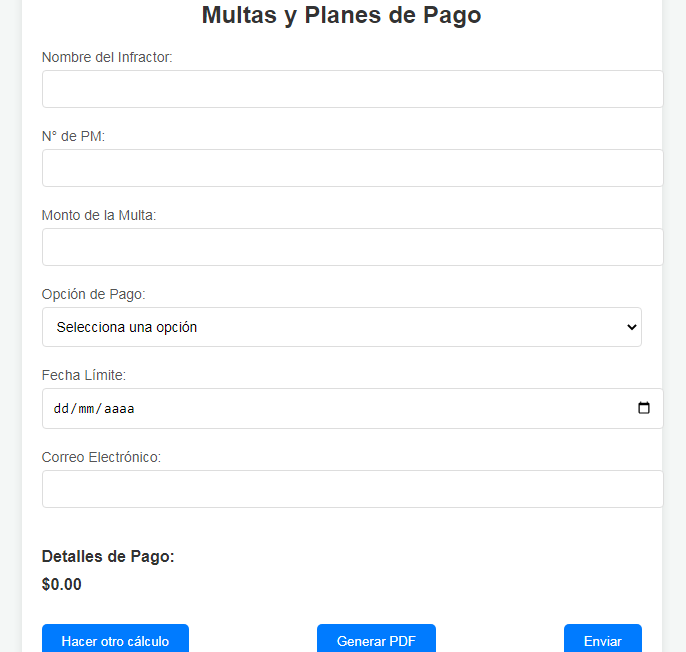 Multas y Planes de Pago
Nombre del Infractor:
N° de PM:
Monto de la Multa:
Opción de Pago:
Selecciona una opción
Fecha Límite:
dd/mm/aaaa
Correo Electrónico:
Detalles de Pago:
$0.00
Hacer otro cálculo Generar PDF Enviar